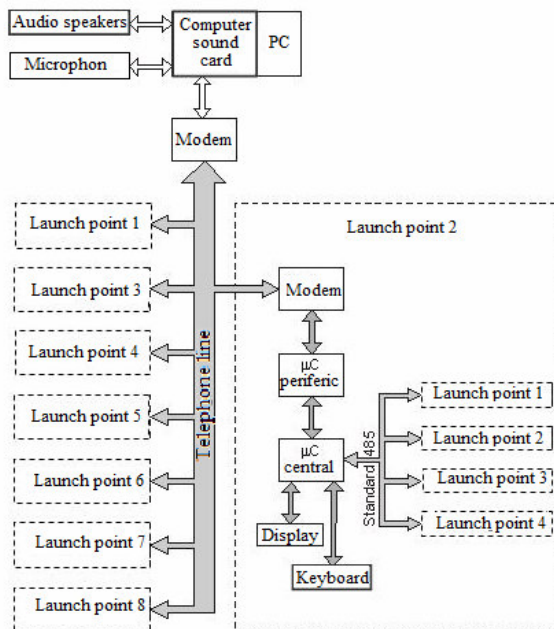 Audio speakers
Microphon
Computer
sound
card
PC
Modem
Launch point 1
Launch point 3
Launch point 4
Launch point 5
Launch point 6
Launch point 7
Launch point 8
Telephone line
Launch point 2
Modem
μC
periferic
μC
central
Display
Keyboard
Standard 485
Launch point 1
Launch point 2
Launch point 3
Launch point 4